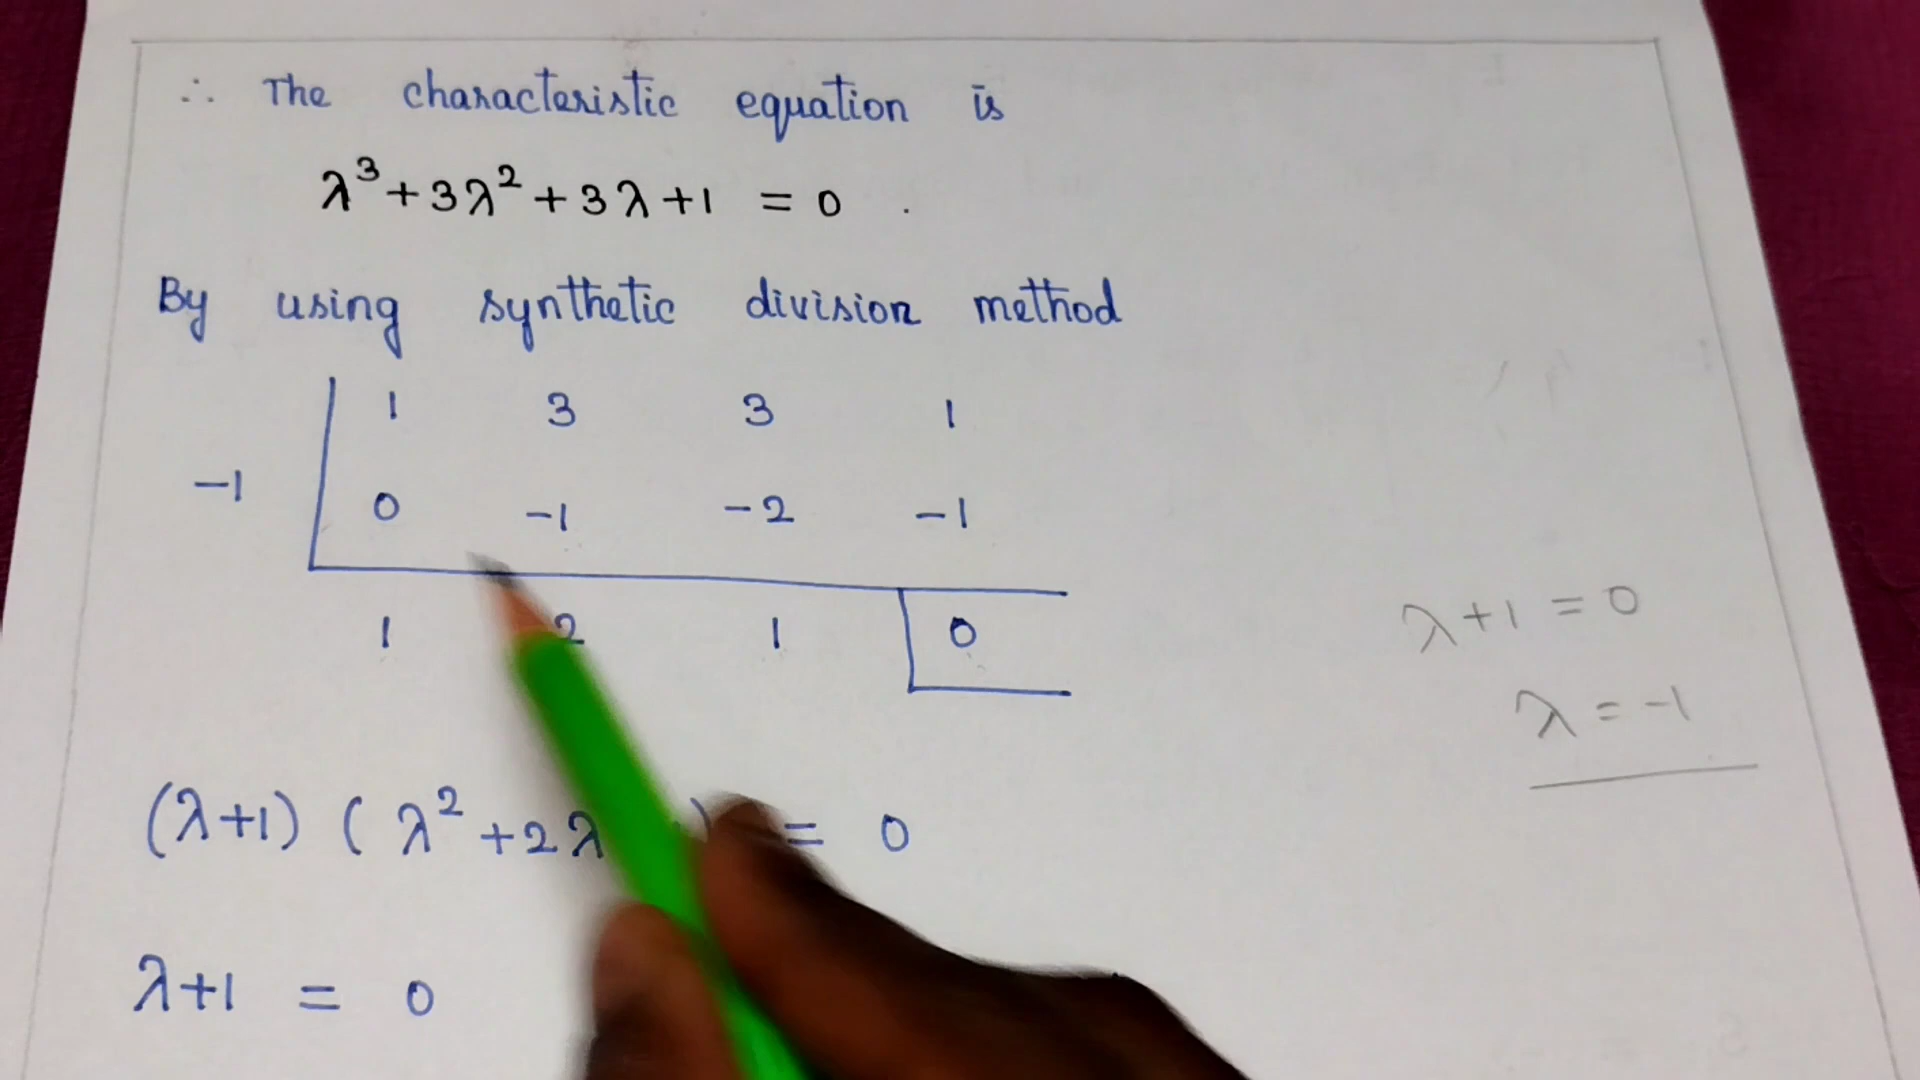 ∴ The characteristic equation is
λ³+3λ²+3λ+1 = 0 .
By using synthetic division method
1 3 3 1
-1 0 -1 -2 -1
1 2 1 0
λ+1 = 0
λ = -1
(λ+1) (λ²+2λ ) = 0
λ+1 = 0